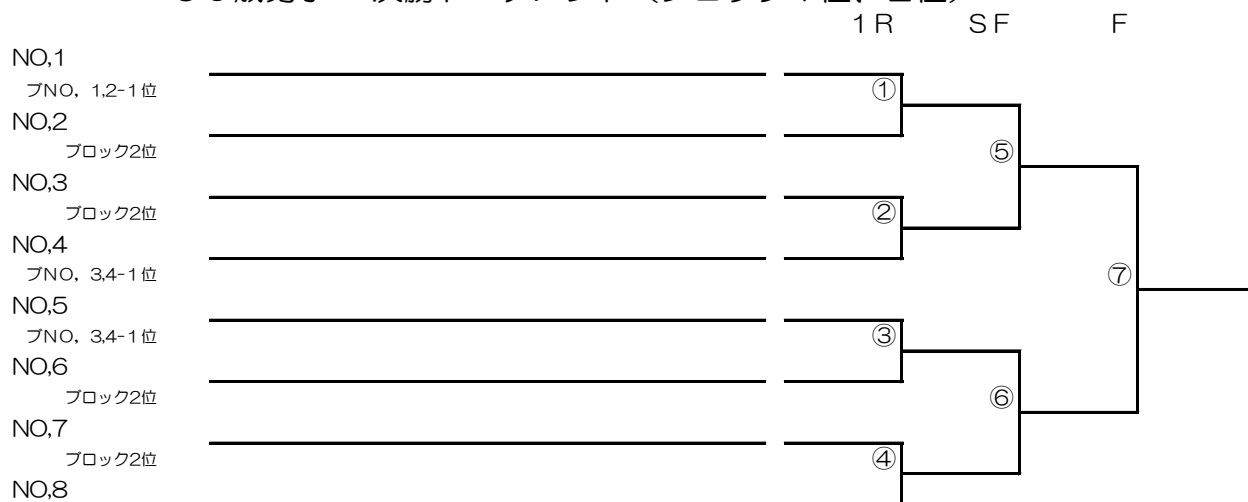 1R SF F
NO,1
ブNO，1,2-1位
①
NO,2
ブロック2位
⑤
NO,3
ブロック2位
②
NO,4
ブNO，3,4-1位
⑦
NO,5
ブNO，3,4-1位
③
NO,6
ブロック2位
⑥
NO,7
ブロック2位
④
NO,8